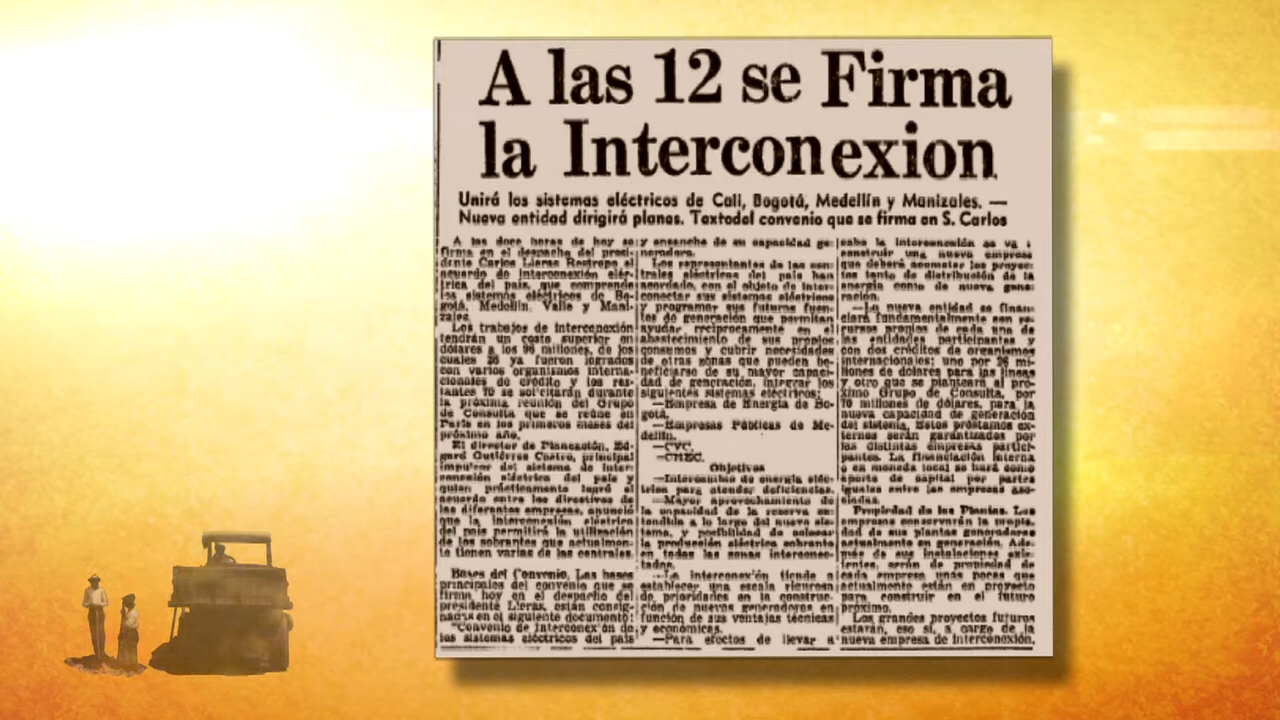 A las 12 se Firma
la Interconexion
Unirá los sistemas eléctricos de Cali, Bogotá, Medellín y Manizales. —
Nueva entidad dirigirá planes. Textodel convenio que se firma en S. Carlos
A las doce horas de hoy se
firma en el despacho del presi-
dente Carlos Lleras Restrepo el
acuerdo de interconexión eléc-
trica del país, que comprende
los sistemas eléctricos de Bo-
gotá, Medellín, Valle y Mani-
zales.
Los trabajos de interconexión
tendrán un costo superior en
dólares a los 96 millones, de los
cuales 26 ya fueron logrados
con varios organismos interna-
cionales de crédito y los res-
tantes 70 se solicitarán durante
la próxima reunión del Grupo
de Consulta que se reúne en
París en los primeros meses del
próximo año.
El director de Planeación, Ed-
gard Gutiérrez Castro, principal
impulsor del sistema de inter-
conexión eléctrica del país y
quien prácticamente logró el
acuerdo entre los directivos de
las diferentes empresas, anunció
que la interconexión eléctrica
del país permitirá la utilización
de los sobrantes que actualmen-
te tienen varias de las centrales.
Bases del Convenio. Las bases
principales del convenio que se
firma hoy en el despacho del
presidente Lleras, están consig-
nadas en el siguiente documento:
"Convenio de Interconexión de
los sistemas eléctricos del país
y ensanche de su capacidad ge-
neradora.
Los representantes de las cen-
trales eléctricas del país han
acordado, con el objeto de inter-
conectar sus sistemas eléctricos
y programar sus futuras fuen-
tes de generación que permitan
ayudar recíprocamente en el
abastecimiento de sus propios
consumos y cubrir necesidades
de otras zonas que pueden be-
neficiarse de su mayor capaci-
dad de generación, integrar los
siguientes sistemas eléctricos:
—Empresa de Energía de Bo-
gotá.
—Empresas Públicas de Me-
dellín.
—CVC.
—CHEC.
Objetivos
—Intercambio de energía eléc-
trica para atender deficiencias.
—Mayor aprovechamiento de
la capacidad de la reserva ex-
tendida a lo largo del nuevo sis-
tema, y posibilidad de colocar
la producción eléctrica sobrante
en todas las zonas interconec-
tadas.
—La interconexión tiende a
establecer una escala rigurosa
de prioridades en la construc-
ción de nuevos generadores en
función de sus ventajas técnicas
y económicas.
—Para efectos de llevar a
cabo la interconexión se va a
construir una nueva empresa
que deberá acometer los proyec-
tos tanto de distribución de la
energía como de nueva gene-
ración.
—La nueva entidad se finan-
ciará fundamentalmente con re-
cursos propios de cada una de
las entidades participantes y
con dos créditos de organismos
internacionales: uno por 26 mi-
llones de dólares para las líneas
y otro que se planteará al pró-
ximo Grupo de Consulta, por
70 millones de dólares, para la
nueva capacidad de generación
del sistema. Estos préstamos ex-
ternos serán garantizados por
las distintas empresas partici-
pantes. La financiación interna
o en moneda local se hará como
aporte de capital por partes
iguales entre las empresas aso-
ciadas.
Propiedad de las Plantas. Las
empresas conservarán la propie-
dad de sus plantas generadoras
actualmente en generación. Ade-
más de sus instalaciones exis-
tentes, serán de propiedad de
cada empresa unas pocas que
actualmente están en proyecto
para construir en el futuro
próximo.
Los grandes proyectos futuros
estarán, eso sí, a cargo de la
nueva empresa de interconexión.